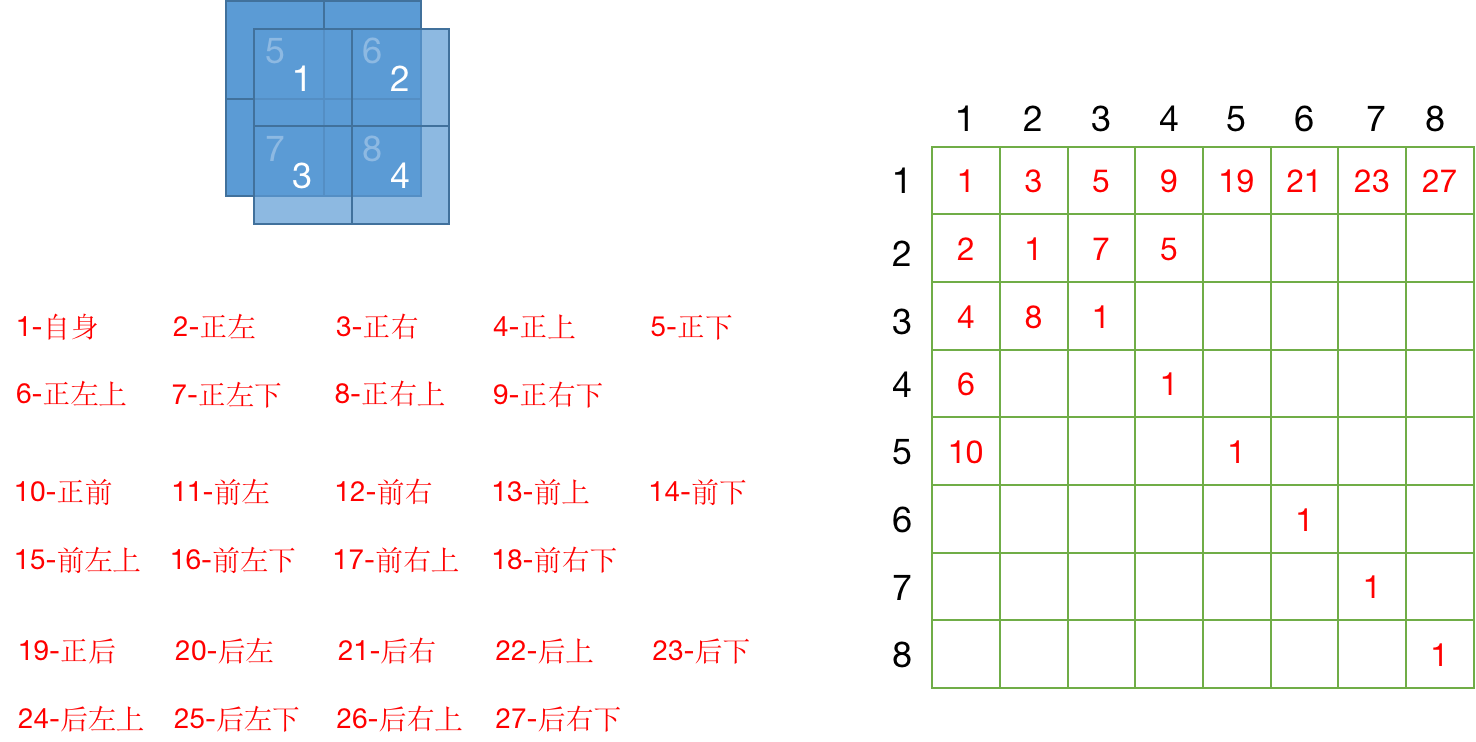 5 6
1 2
7 8
3 4
1-自身 2-正左 3-正右 4-正上 5-正下
6-正左上 7-正左下 8-正右上 9-正右下
10-正前 11-前左 12-前右 13-前上 14-前下
15-前左上 16-前左下 17-前右上 18-前右下
19-正后 20-后左 21-后右 22-后上 23-后下
24-后左上 25-后左下 26-后右上 27-后右下
1 2 3 4 5 6 7 8
1 1 3 5 9 19 21 23 27
2 2 1 7 5
3 4 8 1
4 6 1
5 10 1
6 1
7 1
8 1